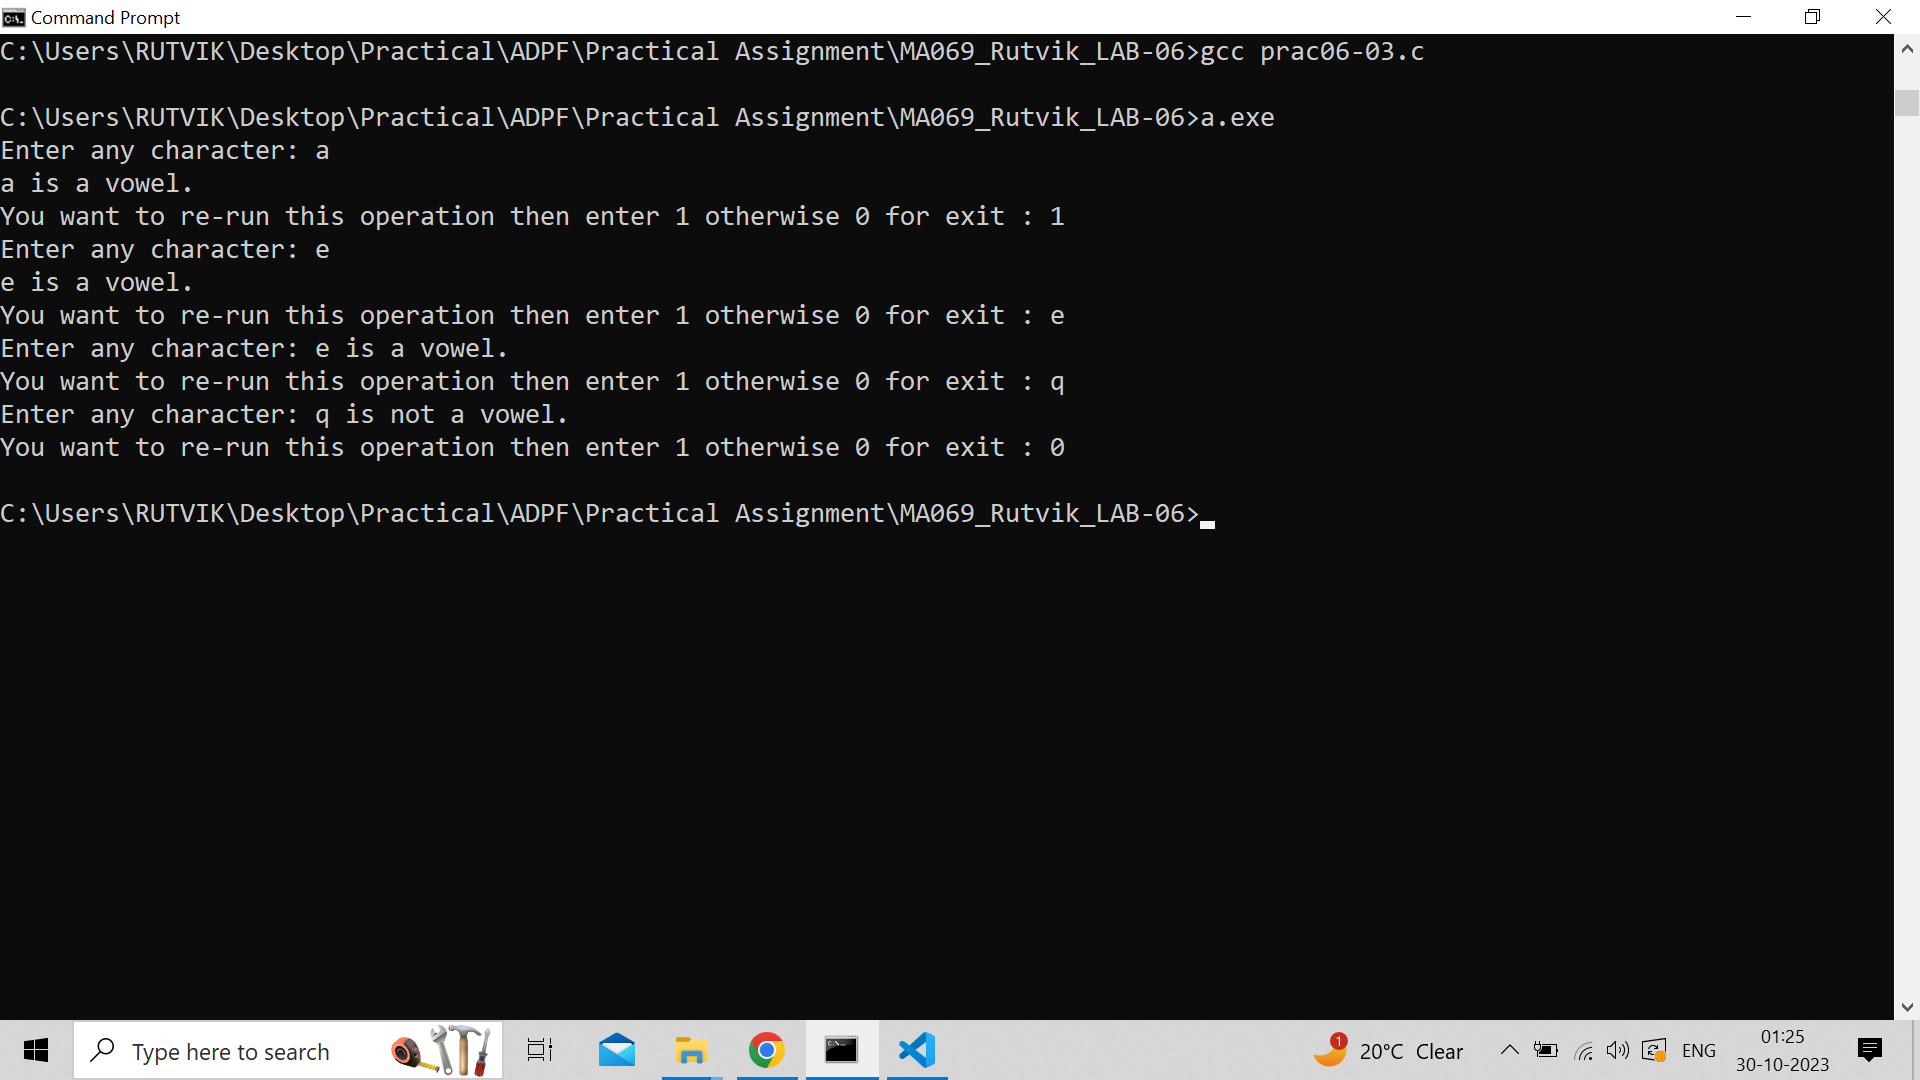 Command Prompt
C:\Users\RUTVIK\Desktop\Practical\ADPF\Practical Assignment\MA069_Rutvik_LAB-06>gcc prac06-03.c
C:\Users\RUTVIK\Desktop\Practical\ADPF\Practical Assignment\MA069_Rutvik_LAB-06>a.exe
Enter any character: a
a is a vowel.
You want to re-run this operation then enter 1 otherwise 0 for exit : 1
Enter any character: e
e is a vowel.
You want to re-run this operation then enter 1 otherwise 0 for exit : e
Enter any character: e is a vowel.
You want to re-run this operation then enter 1 otherwise 0 for exit : q
Enter any character: q is not a vowel.
You want to re-run this operation then enter 1 otherwise 0 for exit : 0
C:\Users\RUTVIK\Desktop\Practical\ADPF\Practical Assignment\MA069_Rutvik_LAB-06>
Type here to search
1
20°C Clear
ENG
01:25
30-10-2023